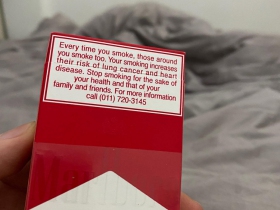 Every time you smoke, those around
you smoke too. Your smoking increases
their risk of lung cancer and heart
disease. Stop smoking for the sake of
your health and that of your
family and friends. For more information
call (011) 720-3145